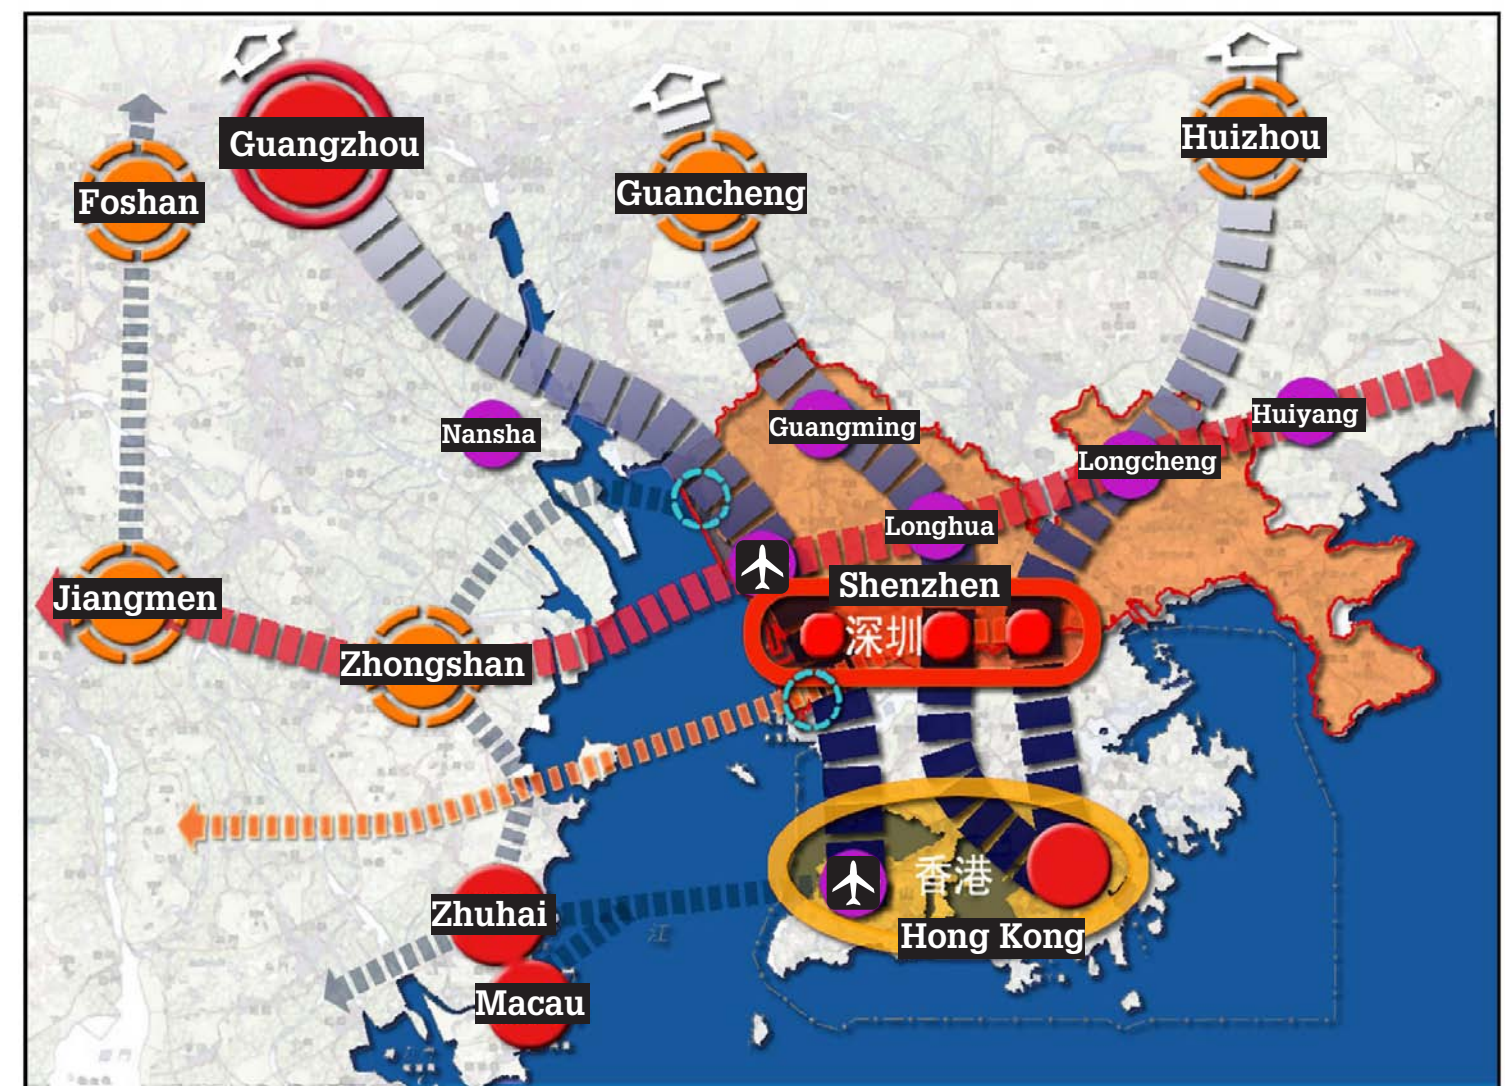 Guangzhou
Huizhou
Foshan
Guancheng
Nansha
Guangming
Huiyang
Longcheng
Longhua
Jiangmen
Shenzhen
深圳
Zhongshan
香港
Zhuhai
Hong Kong
江
Macau